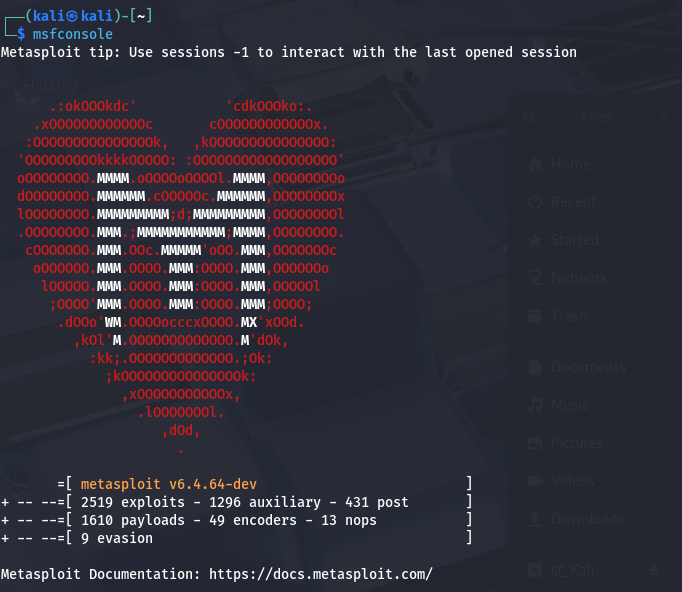 ┌──(kali㉿kali)-[~]
└─$ msfconsole
Metasploit tip: Use sessions -1 to interact with the last opened session
Hacking
      .:okOOOkdc'           'cdkOOOko:.
    .xOOOOOOOOOOOOc       cOOOOOOOOOOOOx.
   :OOOOOOOOOOOOOOOk,   ,kOOOOOOOOOOOOOOO:
  'OOOOOOOOOkkkkOOOOO: :OOOOOOOOOOOOOOOOOO'
  oOOOOOOOO.MMMM.oOOOOoOOOOl.MMMM,OOOOOOOOo
  dOOOOOOOO.MMMMMM.cOOOOOc.MMMMMM,OOOOOOOOx
  lOOOOOOOO.MMMMMMMMM;d;MMMMMMMMM,OOOOOOOOl
  .OOOOOOOO.MMM.;MMMMMMMMMMM;MMMM,OOOOOOOO.
   cOOOOOOO.MMM.OOc.MMMMM'oOO.MMM,OOOOOOOc
    oOOOOOO.MMM.OOOO.MMM:OOOO.MMM,OOOOOOo
     lOOOOO.MMM.OOOO.MMM:OOOO.MMM,OOOOOl
      ;OOOO'MMM.OOOO.MMM:OOOO.MMM;OOOO;
       .dOOo'WM.OOOOocccxOOOO.MX'xOOd.
         ,kOl'M.OOOOOOOOOOOOO.M'dOk,
           :kk;.OOOOOOOOOOOOO.;Ok:
             ;kOOOOOOOOOOOOOOOk:
               ,xOOOOOOOOOOOx,
                 .lOOOOOOOl.
                    ,dOd,
                      .
       =[ metasploit v6.4.64-dev                          ]
+ -- --=[ 2519 exploits - 1296 auxiliary - 431 post       ]
+ -- --=[ 1610 payloads - 49 encoders - 13 nops           ]
+ -- --=[ 9 evasion                                       ]
Metasploit Documentation: https://docs.metasploit.com/
Files
Home
Recent
Starred
Network
Trash
Documents
Music
Pictures
Videos
Downloads
sf_Kali